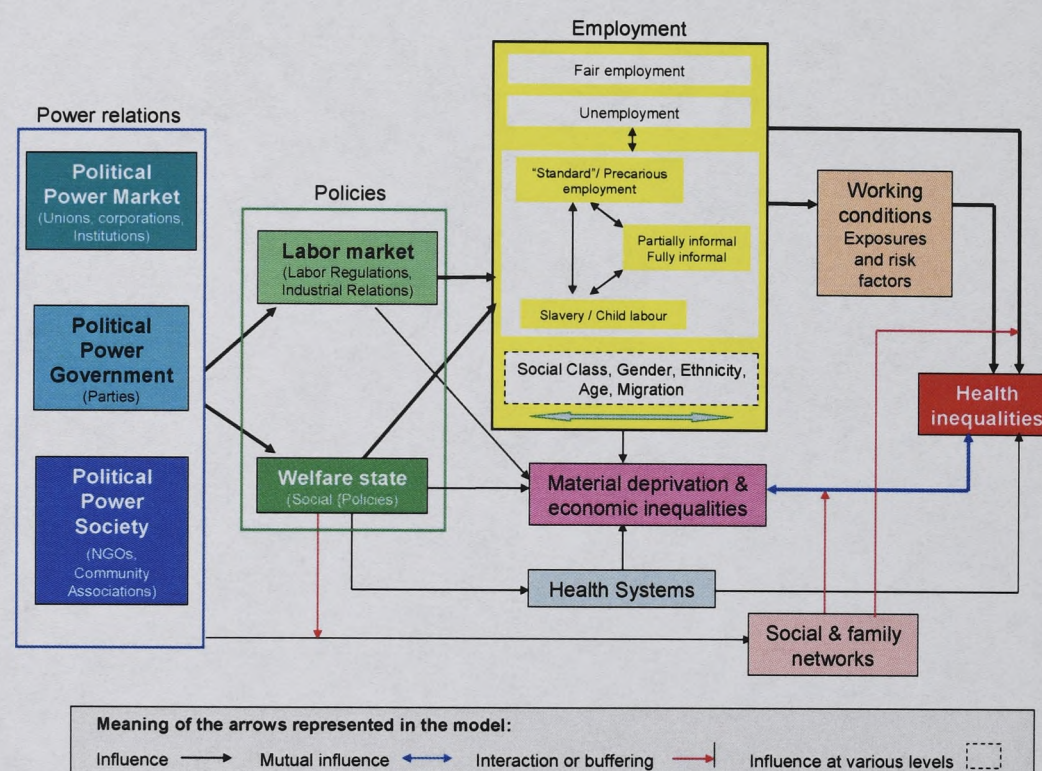 Employment
Fair employment
Unemployment
"Standard"/ Precarious
employment
Partially informal
Fully informal
Slavery / Child labour
Social Class, Gender, Ethnicity,
Age, Migration
Power relations
Political
Power Market
(Unions, corporations,
Institutions)
Political
Power
Government
(Parties)
Political
Power
Society
(NGOs,
Community
Associations)
Policies
Labor market
(Labor Regulations,
Industrial Relations)
Welfare state
(Social {Policies)
Working
conditions
Exposures
and risk
factors
Health
inequalities
Material deprivation &
economic inequalities
Health Systems
Social & family
networks
Meaning of the arrows represented in the model:
Influence
Mutual influence
Interaction or buffering
Influence at various levels